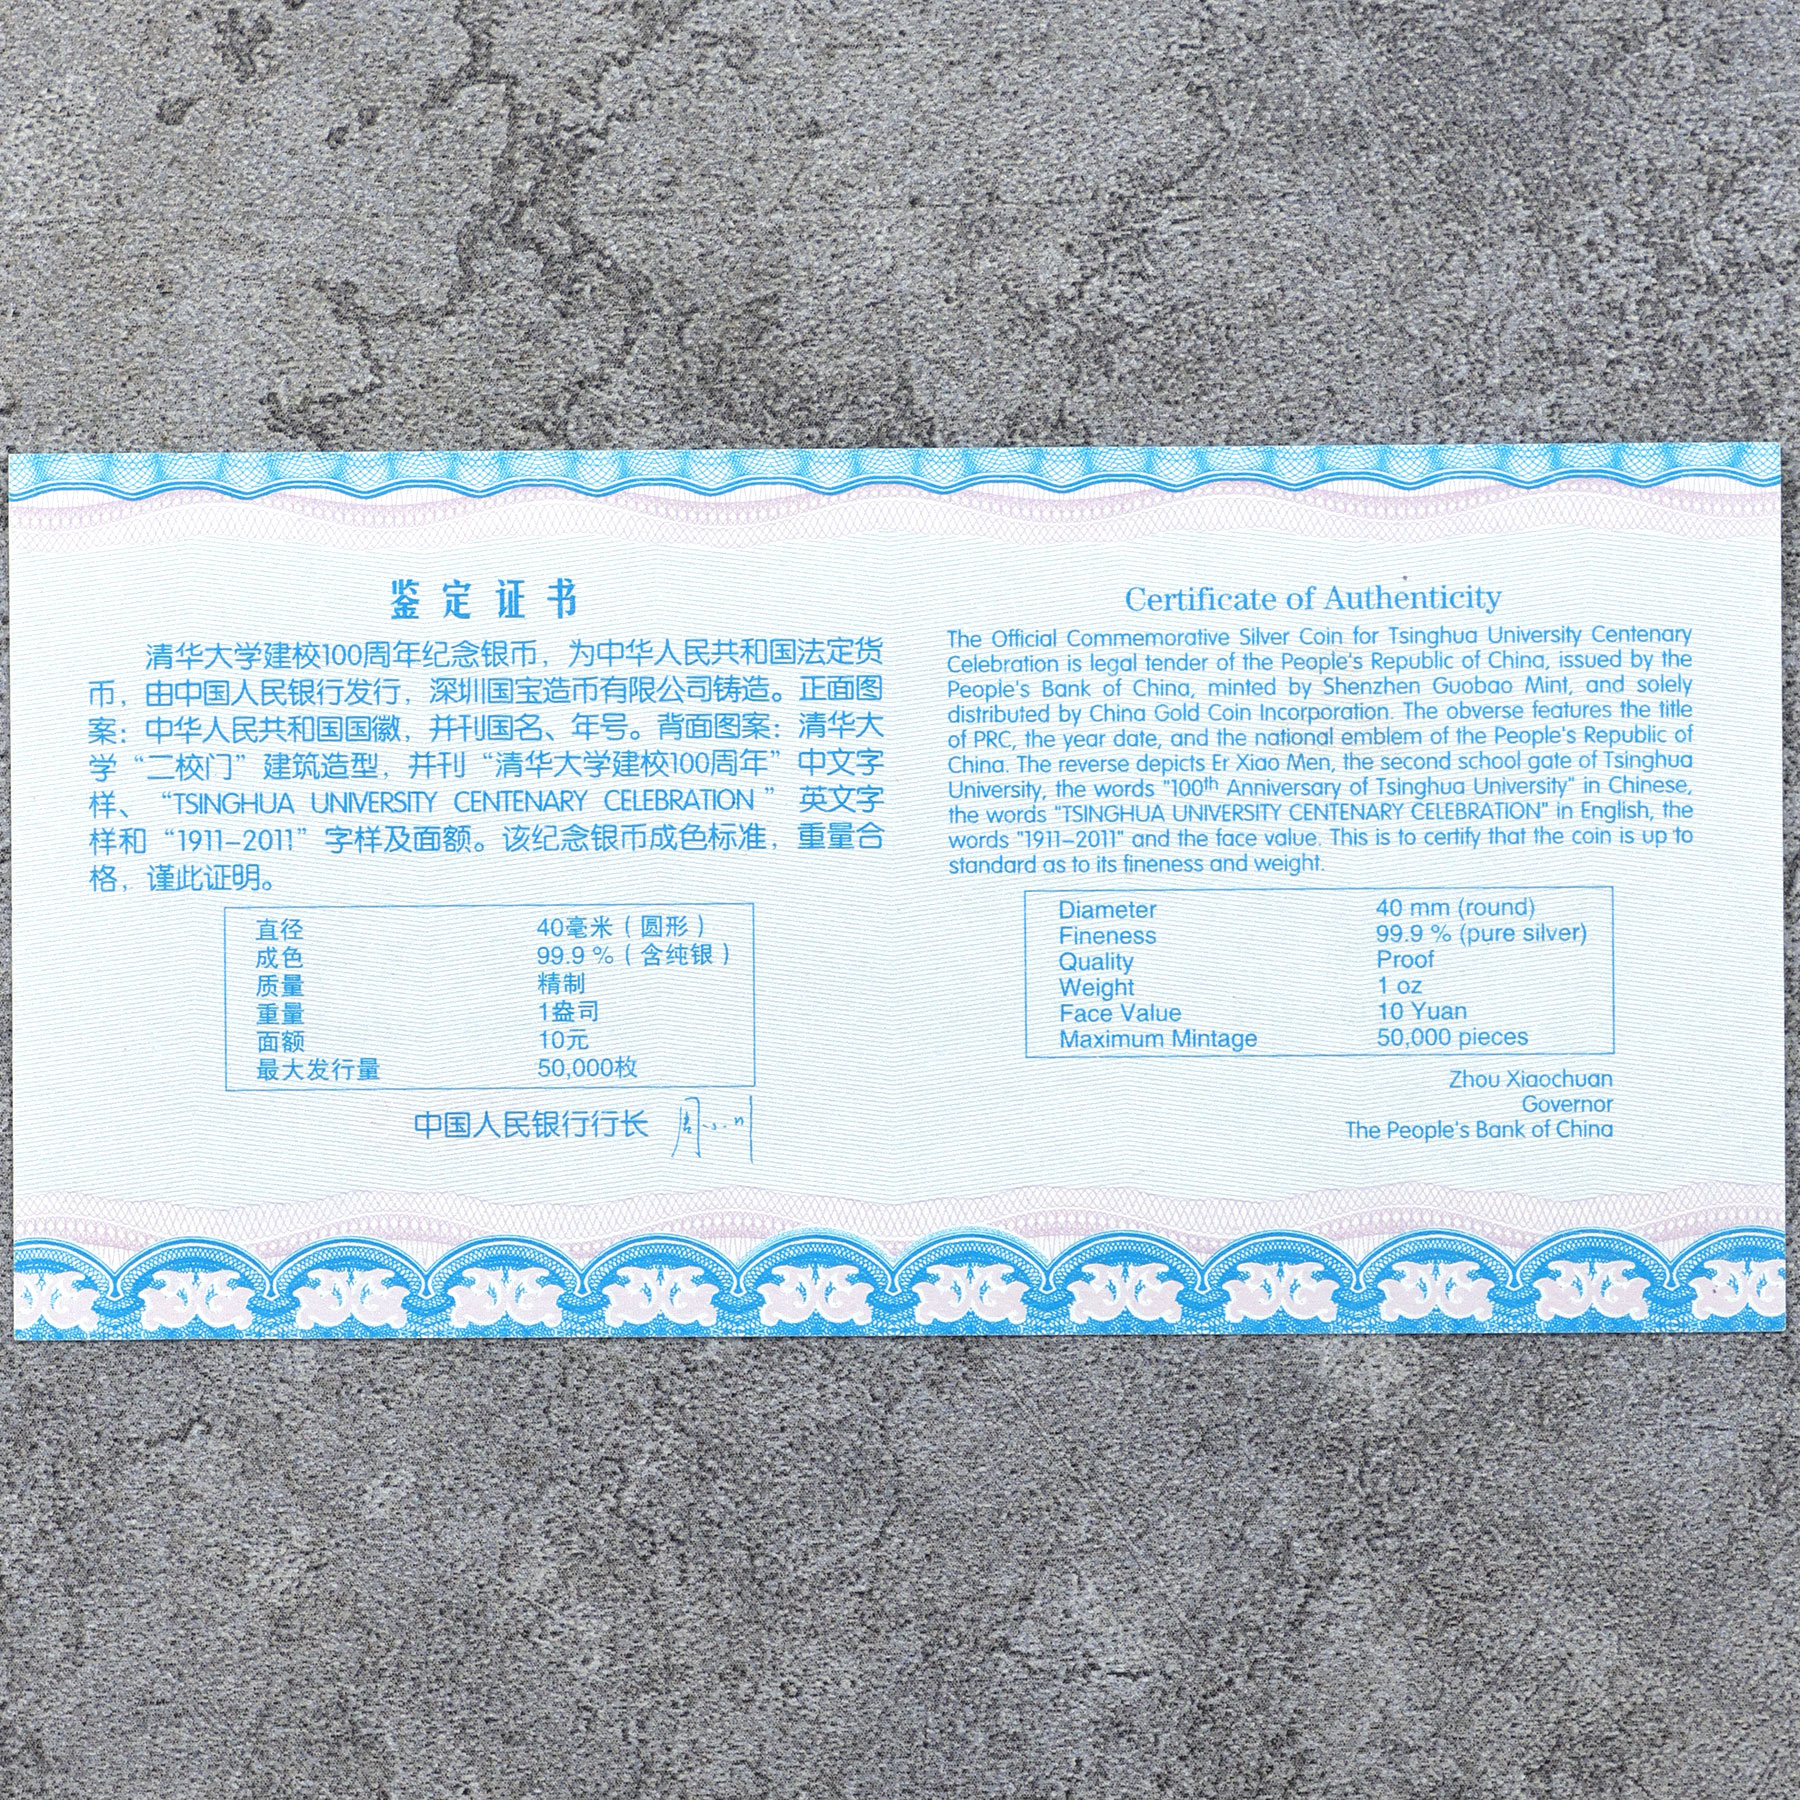 鉴定证书
清华大学建校100周年纪念银币，为中华人民共和国法定货
币，由中国人民银行发行，深圳国宝造币有限公司铸造。正面图
案：中华人民共和国国徽，并刊国名、年号。背面图案：清华大
学“二校门”建筑造型，并刊“清华大学建校100周年”中文字
样、“TSINGHUA UNIVERSITY CENTENARY CELEBRATION”英文字
样和“1911-2011”字样及面额。该纪念银币成色标准，重量合
格，谨此证明。
直径 40毫米（圆形）
成色 99.9 %（含纯银）
质量 精制
重量 1盎司
面额 10元
最大发行量 50,000枚
中国人民银行行长 周小川
Certificate of Authenticity
The Official Commemorative Silver Coin for Tsinghua University Centenary
Celebration is legal tender of the People's Republic of China, issued by the
People's Bank of China, minted by Shenzhen Guobao Mint, and solely
distributed by China Gold Coin Incorporation. The obverse features the title
of PRC, the year date, and the national emblem of the People's Republic of
China. The reverse depicts Er Xiao Men, the second school gate of Tsinghua
University, the words "100th Anniversary of Tsinghua University" in Chinese,
the words "TSINGHUA UNIVERSITY CENTENARY CELEBRATION" in English, the
words "1911-2011" and the face value. This is to certify that the coin is up to
standard as to its fineness and weight.
Diameter 40 mm (round)
Fineness 99.9 % (pure silver)
Quality Proof
Weight 1 oz
Face Value 10 Yuan
Maximum Mintage 50,000 pieces
Zhou Xiaochuan
Governor
The People's Bank of China